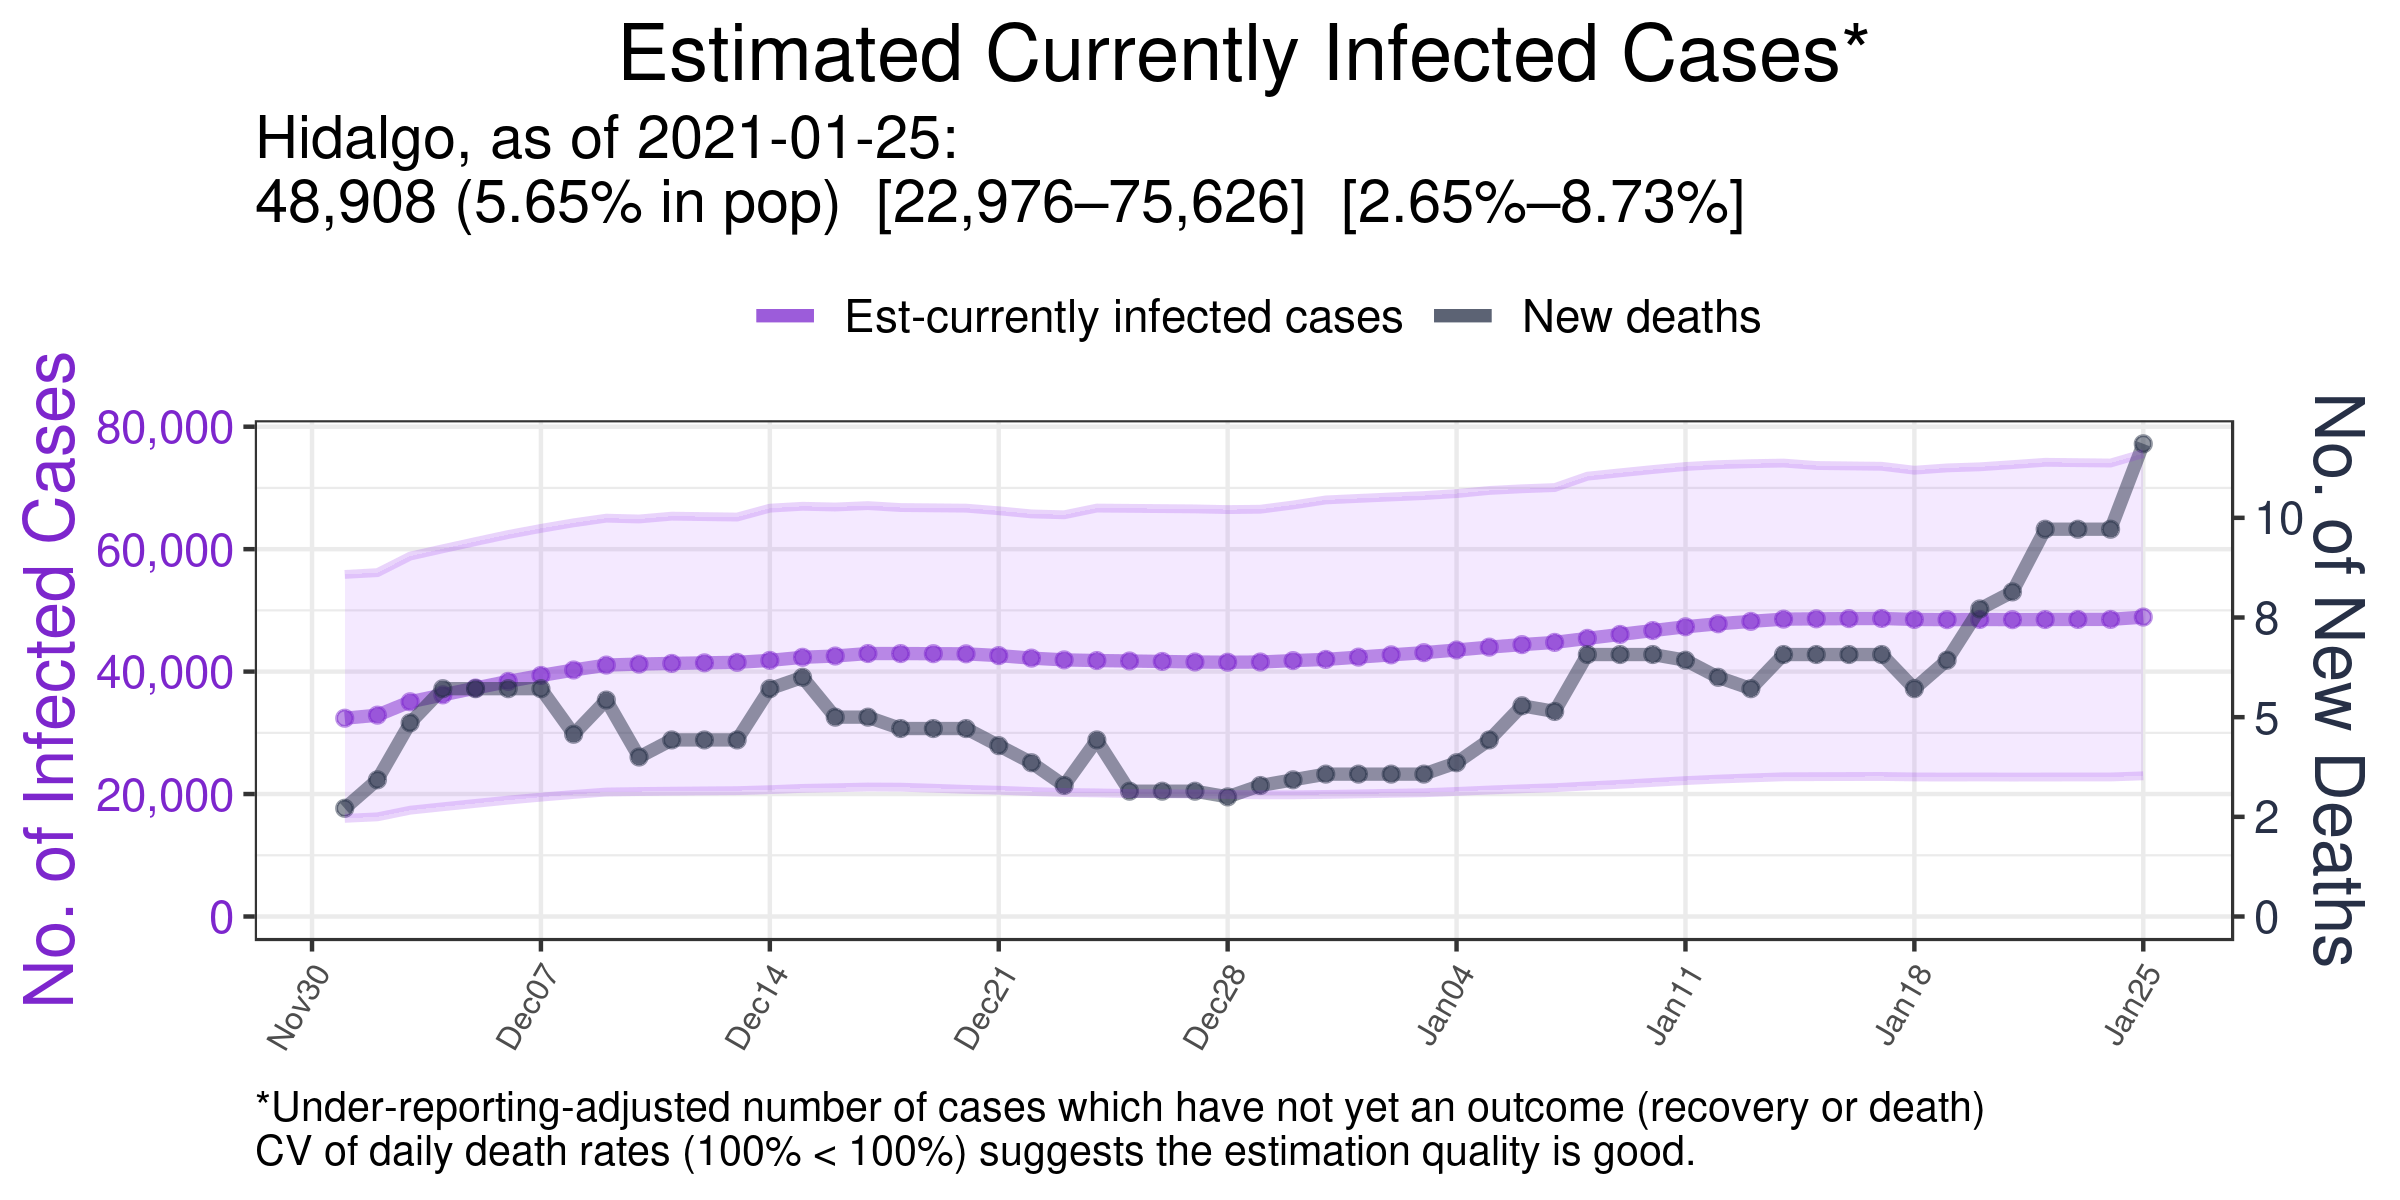 Estimated Currently Infected Cases*
Hidalgo, as of 2021-01-25:
48,908 (5.65% in pop)  [22,976–75,626]  [2.65%–8.73%]
Est-currently infected cases
New deaths
No. of Infected Cases
80,000
60,000
40,000
20,000
0
10
8
5
2
0
No. of New Deaths
Nov30
Dec07
Dec14
Dec21
Dec28
Jan04
Jan11
Jan18
Jan25
*Under-reporting-adjusted number of cases which have not yet an outcome (recovery or death)
CV of daily death rates (100% < 100%) suggests the estimation quality is good.